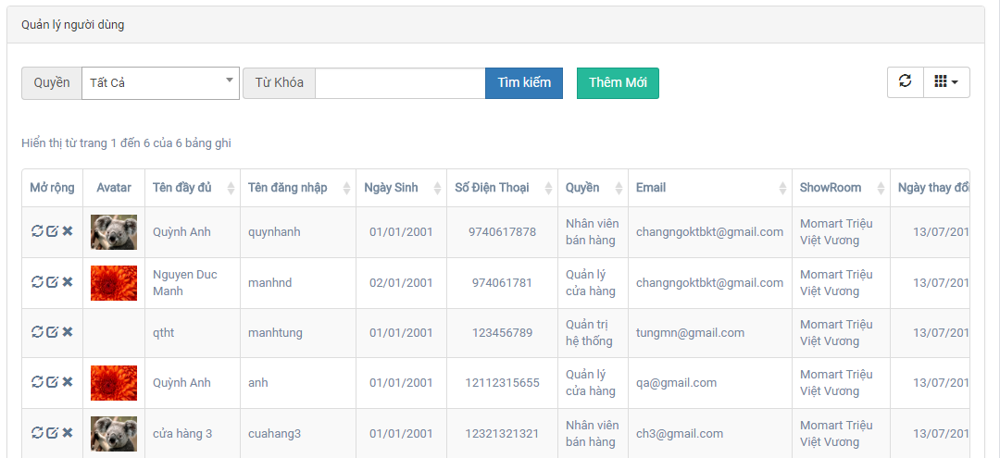 Quản lý người dùng
Quyền Tất Cả Từ Khóa Tìm kiếm Thêm Mới
Hiển thị từ trang 1 đến 6 của 6 bảng ghi
Mở rộng Avatar Tên đầy đủ Tên đăng nhập Ngày Sinh Số Điện Thoại Quyền Email ShowRoom Ngày thay đổi
Quỳnh Anh quynhanh 01/01/2001 9740617878 Nhân viên bán hàng changngoktbkt@gmail.com Momart Triệu Việt Vương 13/07/201
Nguyen Duc Manh manhnd 02/01/2001 974061781 Quản lý cửa hàng changngoktbkt@gmail.com Momart Triệu Việt Vương 13/07/201
qtht manhtung 01/01/2001 123456789 Quản trị hệ thống tungmn@gmail.com Momart Triệu Việt Vương 13/07/201
Quỳnh Anh anh 01/01/2001 12112315655 Quản lý cửa hàng qa@gmail.com Momart Triệu Việt Vương 13/07/201
cửa hàng 3 cuahang3 01/01/2001 12321321321 Nhân viên bán hàng ch3@gmail.com Momart Triệu Việt Vương 13/07/201